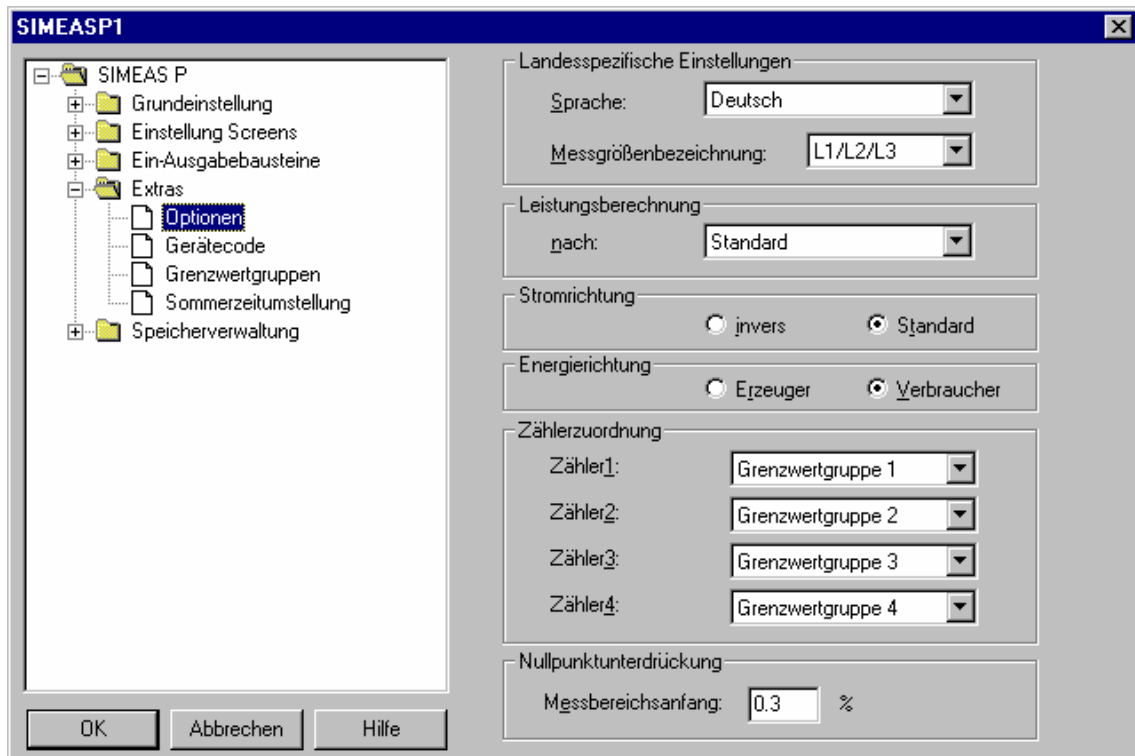 SIMEASP1
SIMEAS P
Grundeinstellung
Einstellung Screens
Ein-Ausgabebausteine
Extras
Optionen
Gerätecode
Grenzwertgruppen
Sommerzeitumstellung
Speicherverwaltung
OK
Abbrechen
Hilfe
Landesspezifische Einstellungen
Sprache: Deutsch
Messgrößenbezeichnung: L1/L2/L3
Leistungsberechnung
nach: Standard
Stromrichtung
invers Standard
Energierichtung
Erzeuger Verbraucher
Zählerzuordnung
Zähler1: Grenzwertgruppe 1
Zähler2: Grenzwertgruppe 2
Zähler3: Grenzwertgruppe 3
Zähler4: Grenzwertgruppe 4
Nullpunktunterdrückung
Messbereichsanfang: 0.3 %